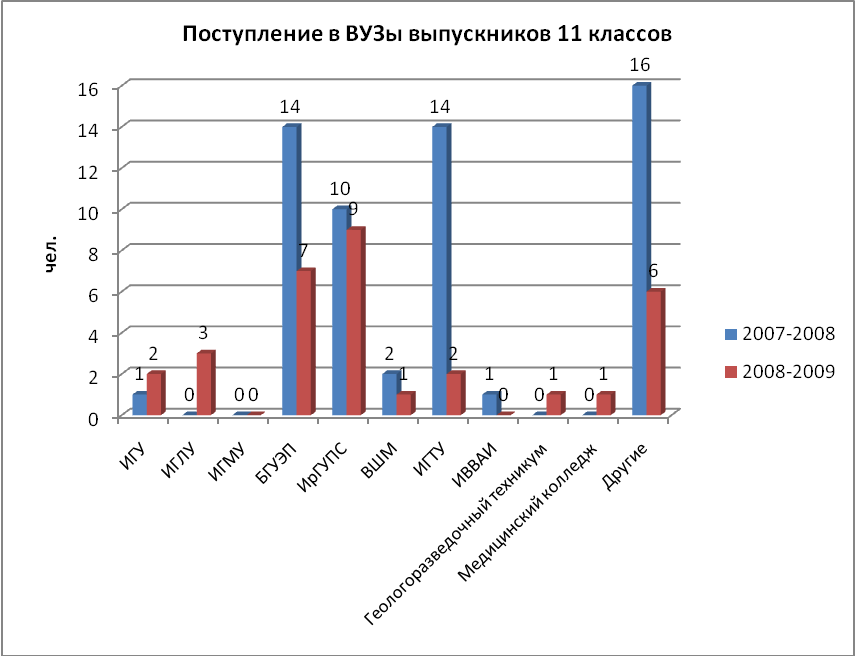 Поступление в ВУЗы выпускников 11 классов
чел.
16
14
12
10
8
6
4
2
0
1 2
0 3
0 0
14 7
10 9
2 1
14 2
1 0
0 1
0 1
16 6
ИГУ
ИГЛУ
ИГМУ
БГУЭП
ИрГУПС
ВШМ
ИГТУ
ИВВАИ
Геологоразведочный техникум
Медицинский колледж
Другие
2007-2008
2008-2009